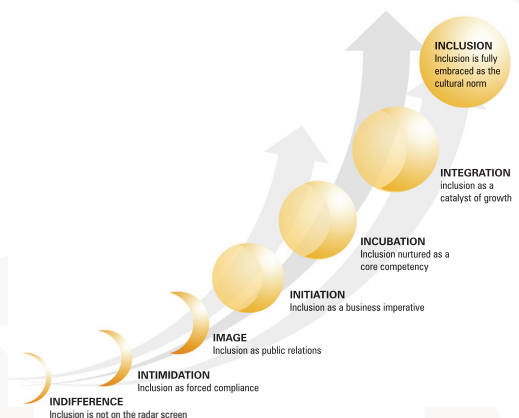 INCLUSION
Inclusion is fully
embraced as the
cultural norm
INTEGRATION
inclusion as a
catalyst of growth
INCUBATION
Inclusion nurtured as a
core competency
INITIATION
Inclusion as a business imperative
IMAGE
Inclusion as public relations
INTIMIDATION
Inclusion as forced compliance
INDIFFERENCE
Inclusion is not on the radar screen